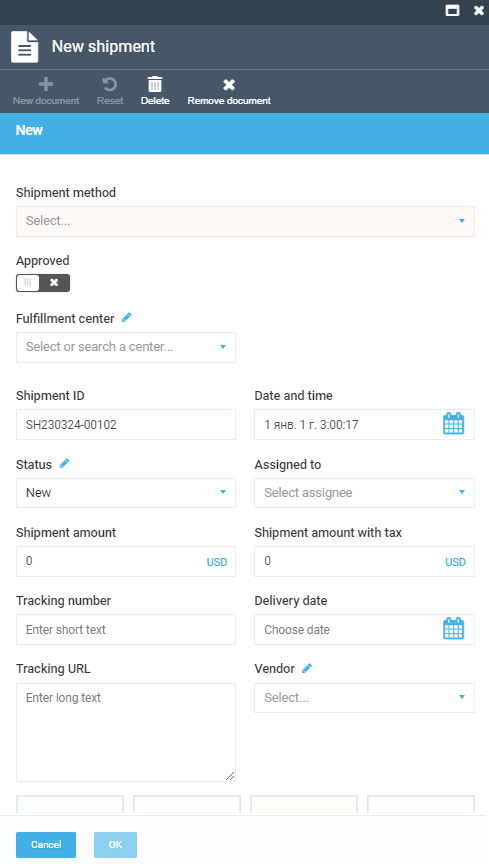 New shipment
New document Reset Delete Remove document
New
Shipment method
Select...
Approved
Fulfillment center
Select or search a center...
Shipment ID Date and time
SH230324-00102 1 янв. 1 г. 3:00:17
Status Assigned to
New Select assignee
Shipment amount Shipment amount with tax
0 USD 0 USD
Tracking number Delivery date
Enter short text Choose date
Tracking URL Vendor
Enter long text Select...
Cancel OK